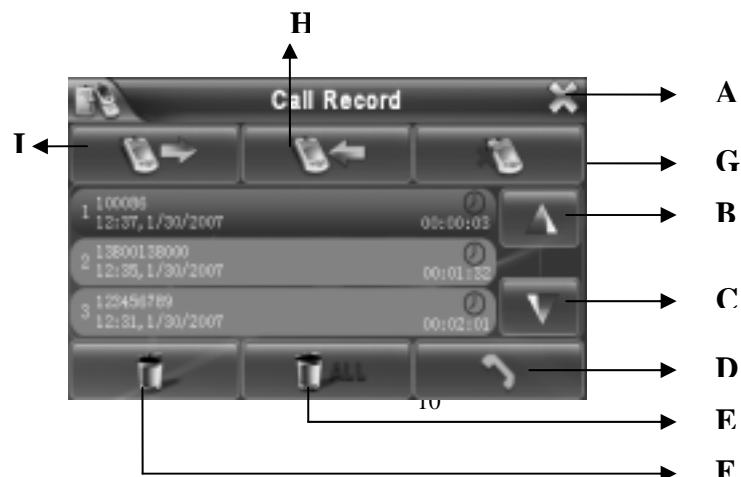 H
A
Call Record
I
G
1 100086
12:37,1/30/2007 00:00:03
B
2 13800138000
12:35,1/30/2007 00:01:32
3 123456789
12:31,1/30/2007 00:02:01
C
ALL
D
10
E
F